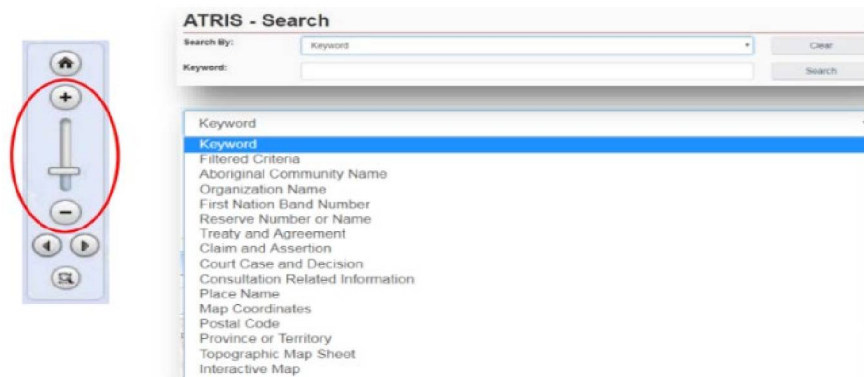 ATRIS - Search
Search By:
Keyword
Clear
Keyword:
Search
Keyword
Keyword
Filtered Criteria
Aboriginal Community Name
Organization Name
First Nation Band Number
Reserve Number or Name
Treaty and Agreement
Claim and Assertion
Court Case and Decision
Consultation Related Information
Place Name
Map Coordinates
Postal Code
Province or Territory
Topographic Map Sheet
Interactive Map